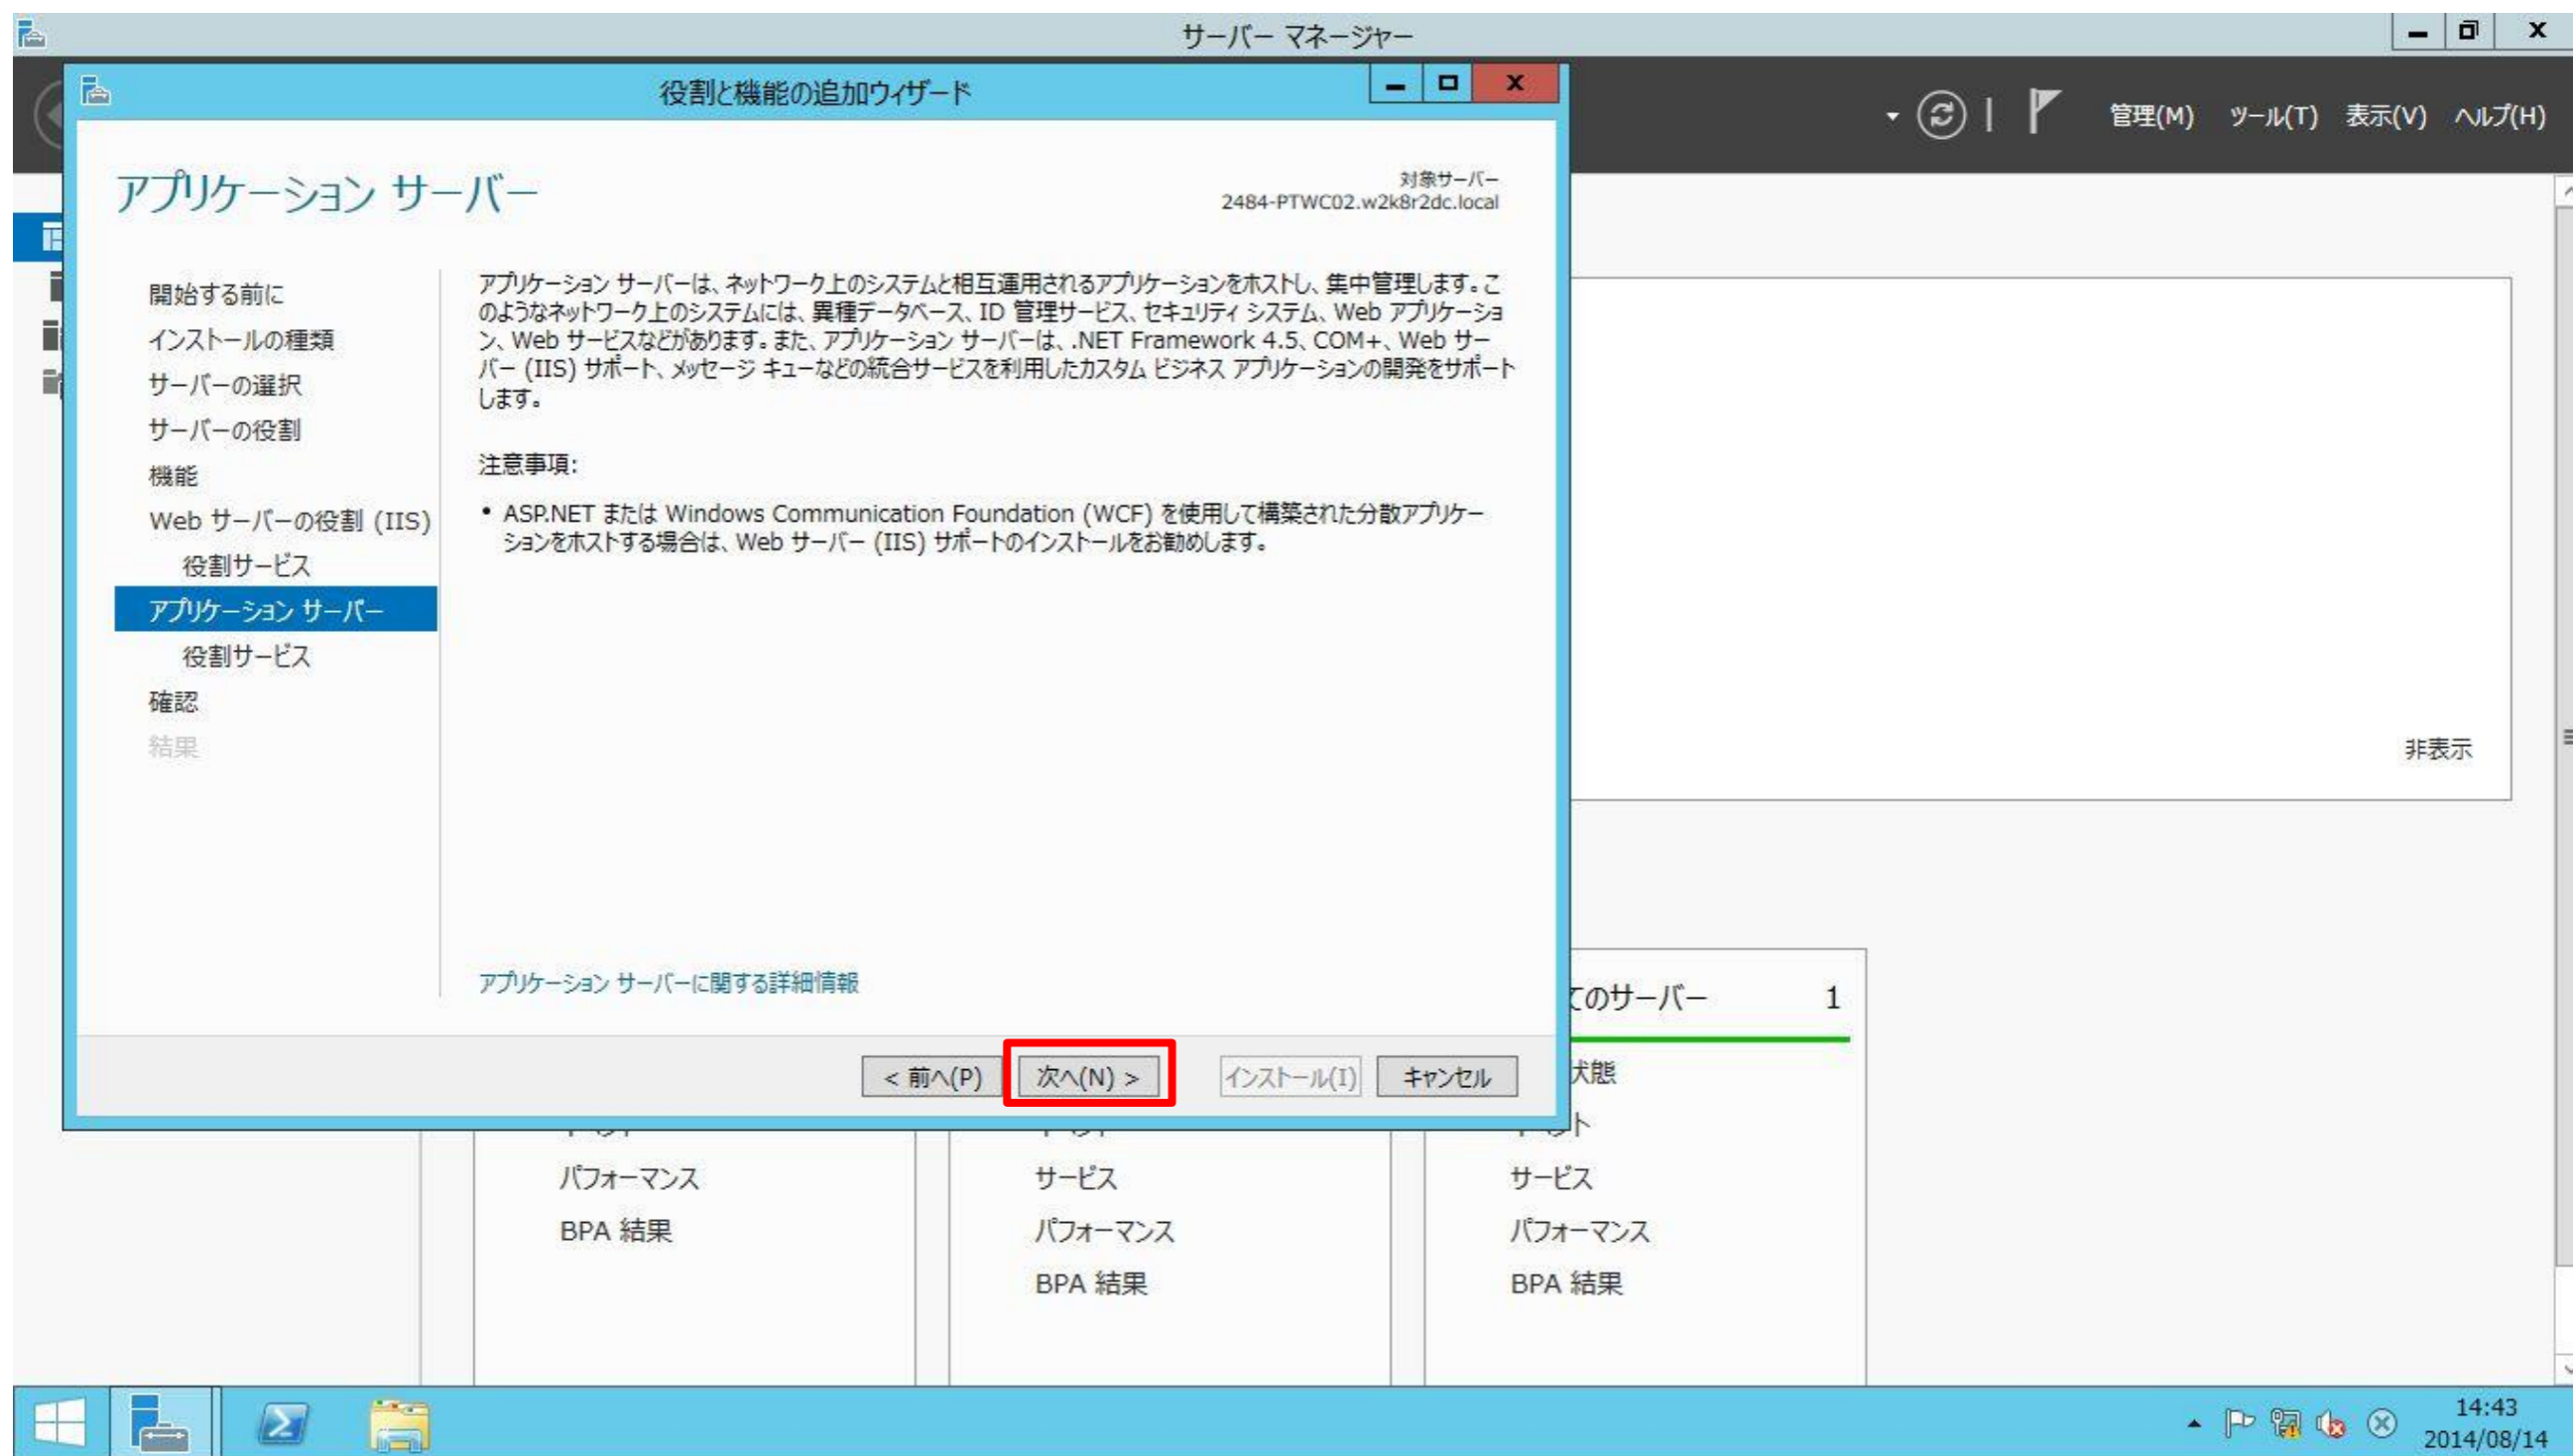 サーバー マネージャー
役割と機能の追加ウィザード
管理(M) ツール(T) 表示(V) ヘルプ(H)
アプリケーション サーバー
対象サーバー
2484-PTWC02.w2k8r2dc.local
開始する前に
インストールの種類
サーバーの選択
サーバーの役割
機能
Web サーバーの役割 (IIS)
役割サービス
アプリケーション サーバー
役割サービス
確認
結果
アプリケーション サーバーは、ネットワーク上のシステムと相互運用されるアプリケーションをホストし、集中管理します。こ
のようなネットワーク上のシステムには、異種データベース、ID 管理サービス、セキュリティ システム、Web アプリケーショ
ン、Web サービスなどがあります。また、アプリケーション サーバーは、.NET Framework 4.5、COM+、Web サー
バー (IIS) サポート、メッセージ キューなどの統合サービスを利用したカスタム ビジネス アプリケーションの開発をサポート
します。
注意事項:
• ASP.NET または Windows Communication Foundation (WCF) を使用して構築された分散アプリケー
ションをホストする場合は、Web サーバー (IIS) サポートのインストールをお勧めします。
アプリケーション サーバーに関する詳細情報
< 前へ(P) 次へ(N) > インストール(I) キャンセル
非表示
てのサーバー 1
状態
パフォーマンス
BPA 結果
サービス
パフォーマンス
BPA 結果
サービス
パフォーマンス
BPA 結果
14:43
2014/08/14